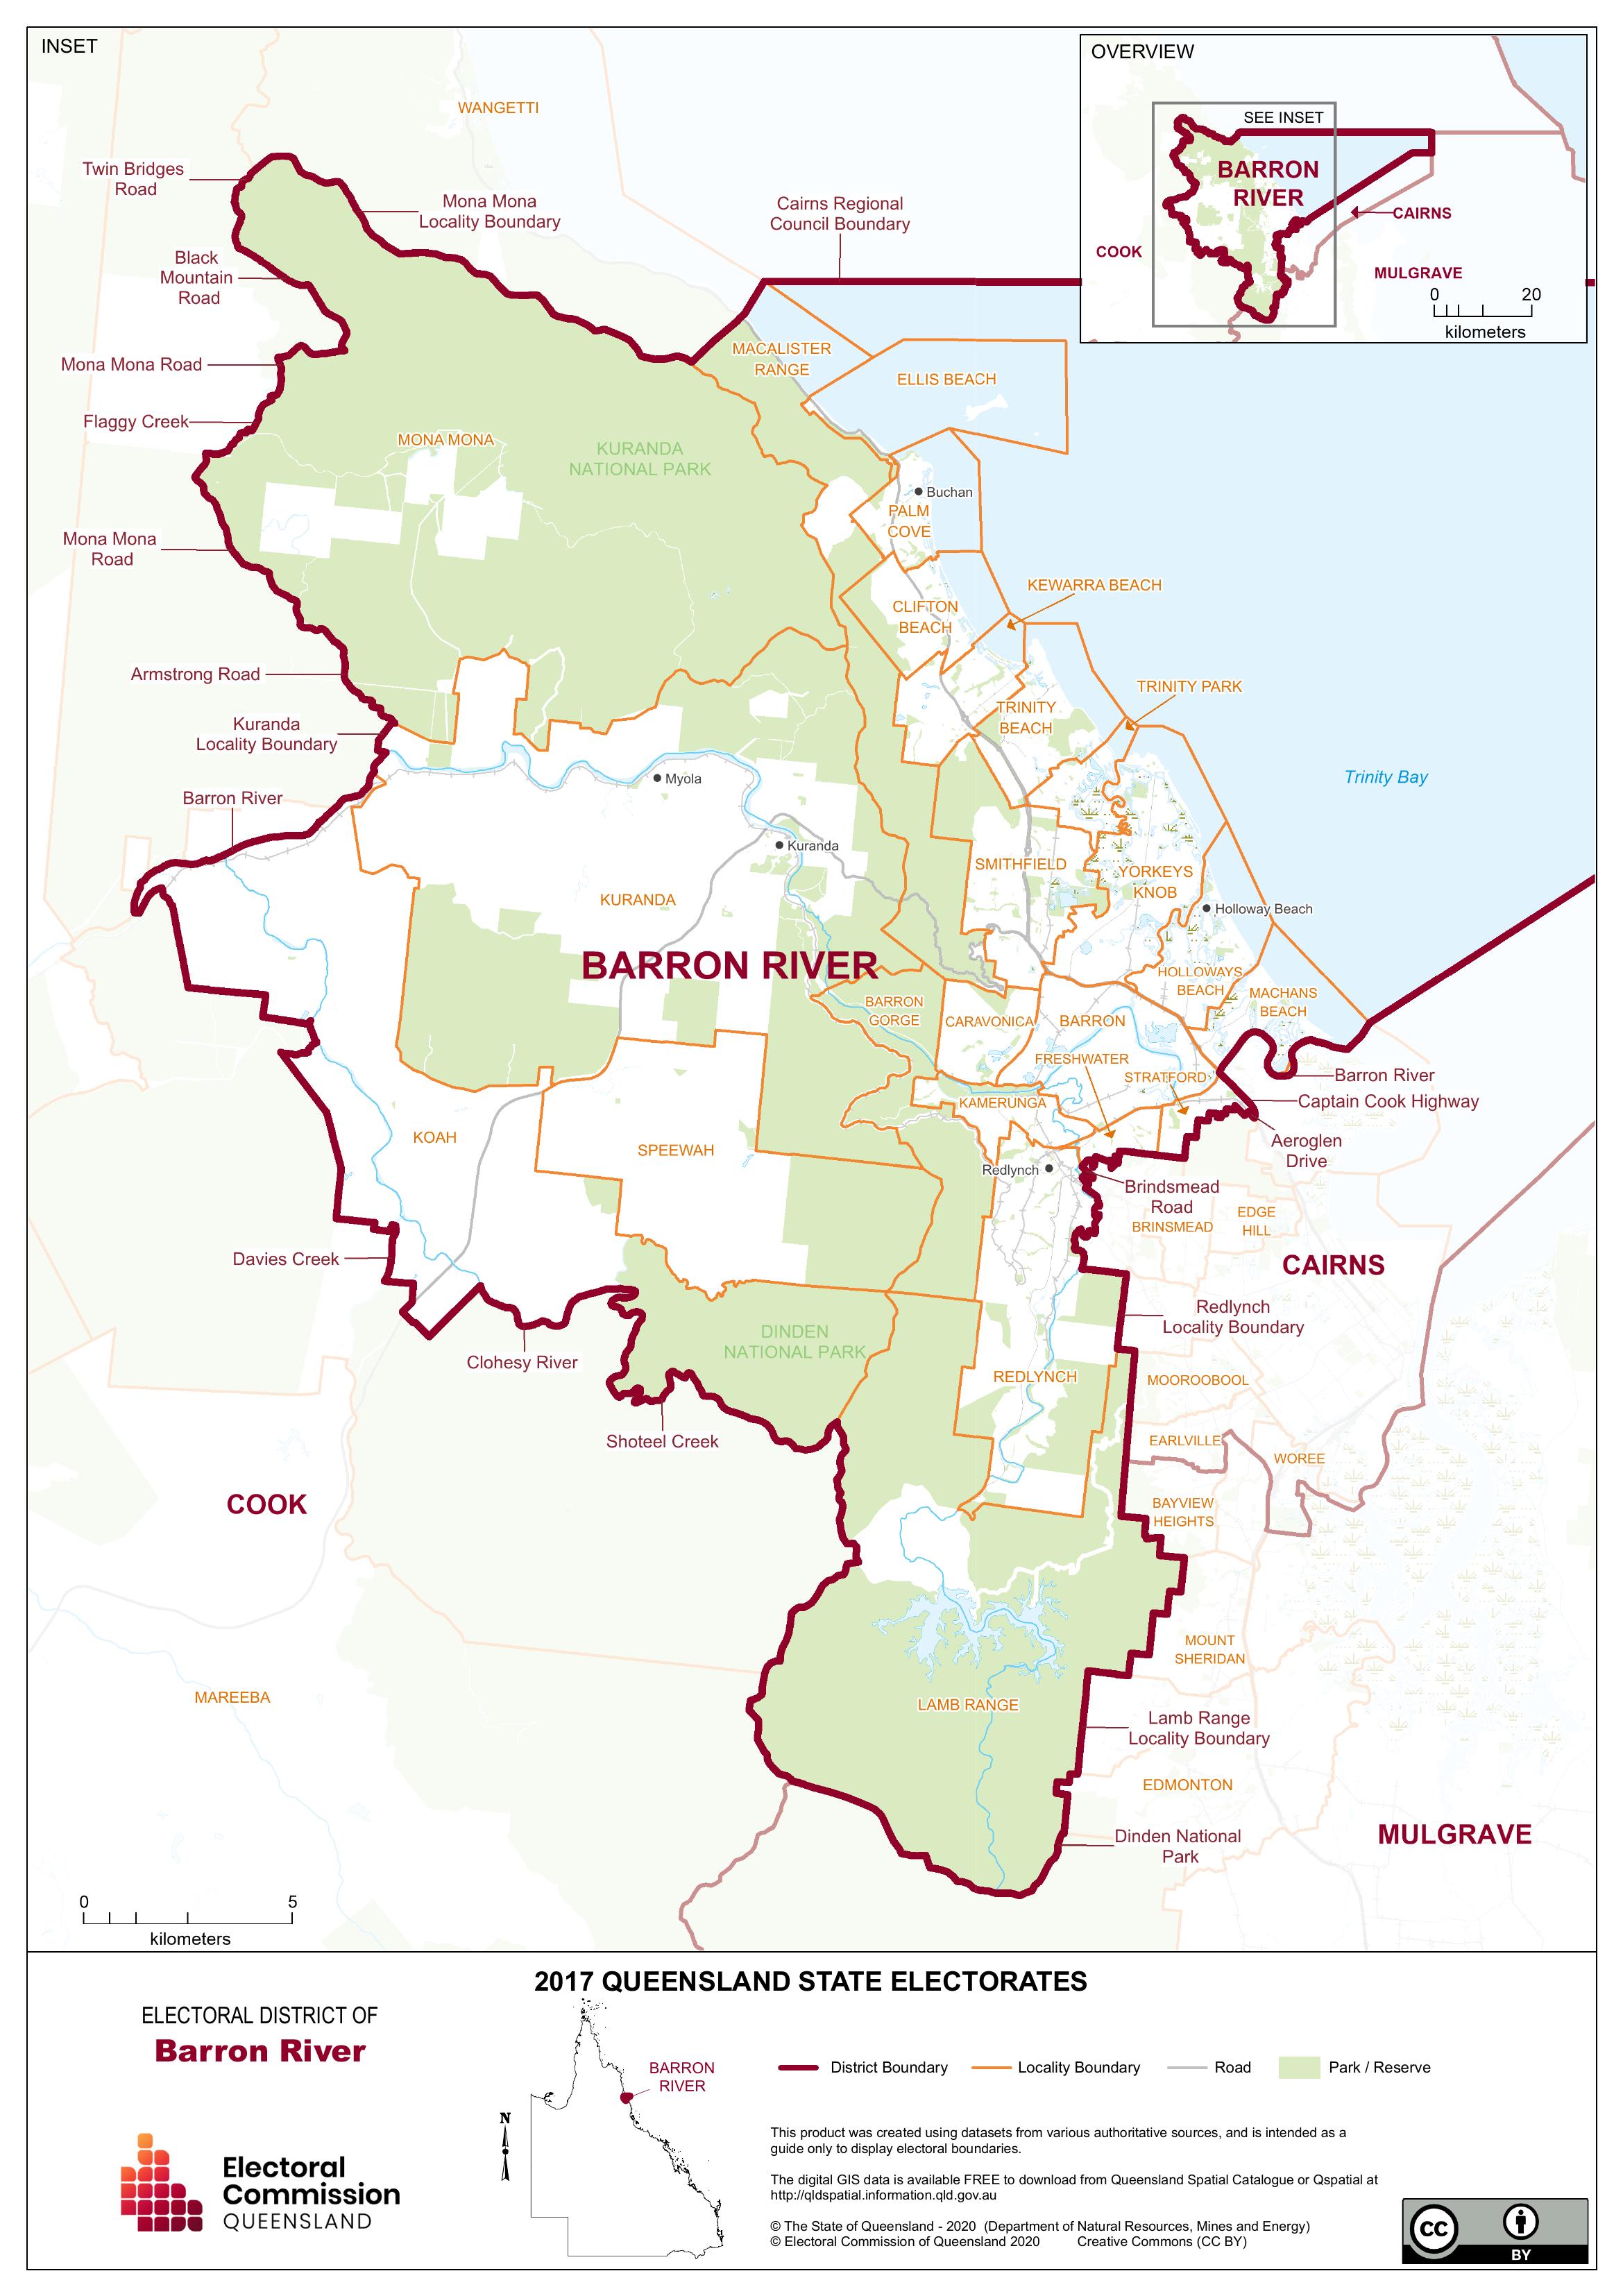 INSET
WANGETTI
Twin Bridges
Road
Mona Mona
Locality Boundary
Cairns Regional
Council Boundary
Black
Mountain
Road
Mona Mona Road
Flaggy Creek
Mona Mona
Road
Armstrong Road
Kuranda
Locality Boundary
Barron River
OVERVIEW
SEE INSET
BARRON
RIVER
CAIRNS
COOK
MULGRAVE
0 20
kilometers
MACALISTER
RANGE
ELLIS BEACH
MONA MONA
KURANDA
NATIONAL PARK
Buchan
PALM
COVE
KEWARRA BEACH
CLIFTON
BEACH
TRINITY PARK
TRINITY
BEACH
Trinity Bay
Myola
Kuranda
SMITHFIELD
YORKEYS
KNOB
KURANDA
Holloway Beach
BARRON RIVER
HOLLOWAYS
BEACH
MACHANS
BEACH
BARRON
GORGE
CARAVONICA
BARRON
FRESHWATER
STRATFORD
KAMERUNGA
Barron River
Captain Cook Highway
Aeroglen
Drive
KOAH
SPEEWAH
Redlynch
Brindsmead
Road
BRINSMEAD
EDGE
HILL
CAIRNS
Davies Creek
Redlynch
Locality Boundary
DINDEN
NATIONAL PARK
Clohesy River
REDLYNCH
MOOROOBOOL
Shoteel Creek
EARLVILLE
WOREE
COOK
BAYVIEW
HEIGHTS
MOUNT
SHERIDAN
MAREEBA
LAMB RANGE
Lamb Range
Locality Boundary
EDMONTON
MULGRAVE
Dinden National
Park
0 5
kilometers
2017 QUEENSLAND STATE ELECTORATES
ELECTORAL DISTRICT OF
Barron River
BARRON
RIVER
N
District Boundary
Locality Boundary
Road
Park / Reserve
Electoral
Commission
QUEENSLAND
This product was created using datasets from various authoritative sources, and is intended as a
guide only to display electoral boundaries.
The digital GIS data is available FREE to download from Queensland Spatial Catalogue or Qspatial at
http://qldspatial.information.qld.gov.au
© The State of Queensland - 2020 (Department of Natural Resources, Mines and Energy)
© Electoral Commission of Queensland 2020 Creative Commons (CC BY)
CC
BY